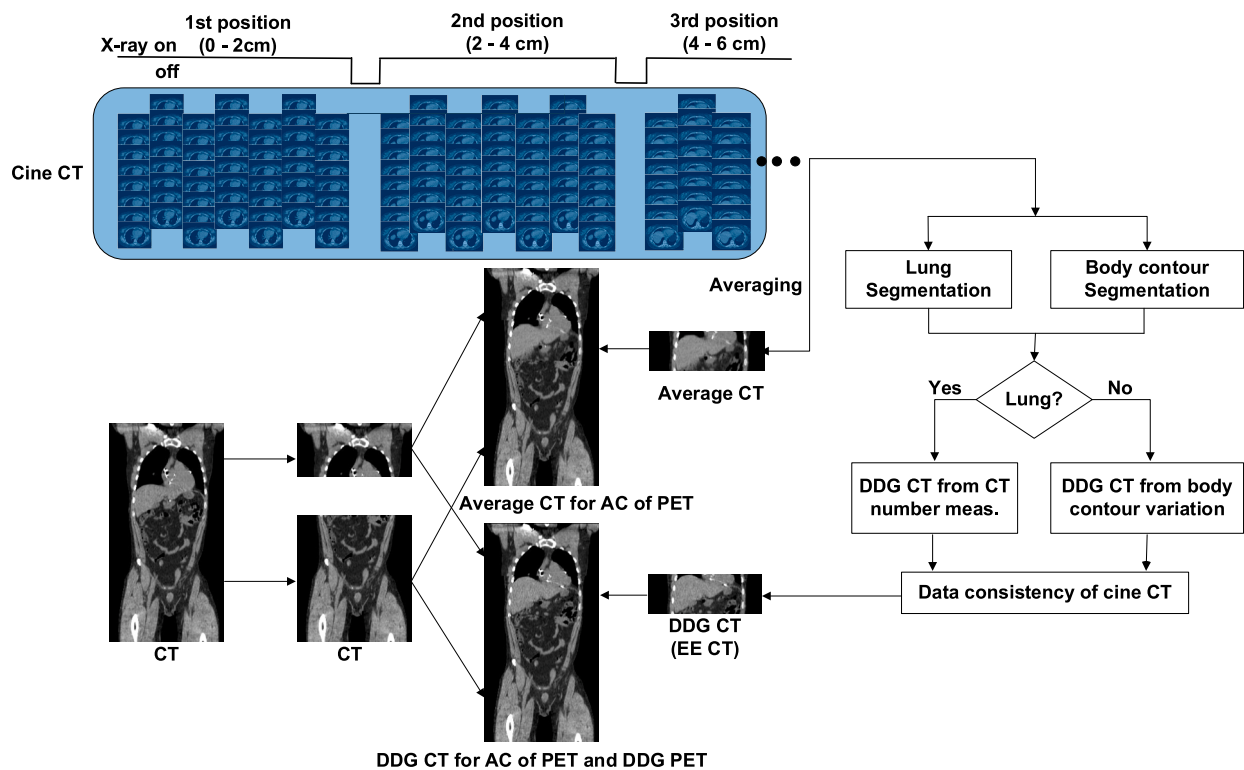 1st position
(0 - 2cm)
2nd position
(2 - 4 cm)
3rd position
(4 - 6 cm)
X-ray on
off
Cine CT
Averaging
Lung
Segmentation
Body contour
Segmentation
Average CT
Yes
Lung?
No
DDG CT from CT
number meas.
DDG CT from body
contour variation
Average CT for AC of PET
Data consistency of cine CT
DDG CT
(EE CT)
CT
CT
DDG CT for AC of PET and DDG PET